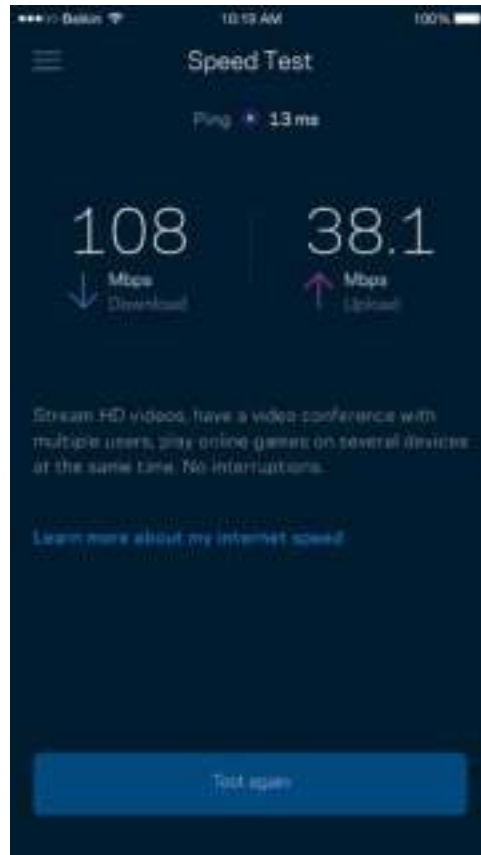 Belkin 10:19 AM 100%
Speed Test
Ping 13 ms
108 38.1
Mbps Mbps
Download Upload
Stream HD videos, have a video conference with
multiple users, play online games on several devices
at the same time. No interruptions.
Learn more about my internet speed
Test again